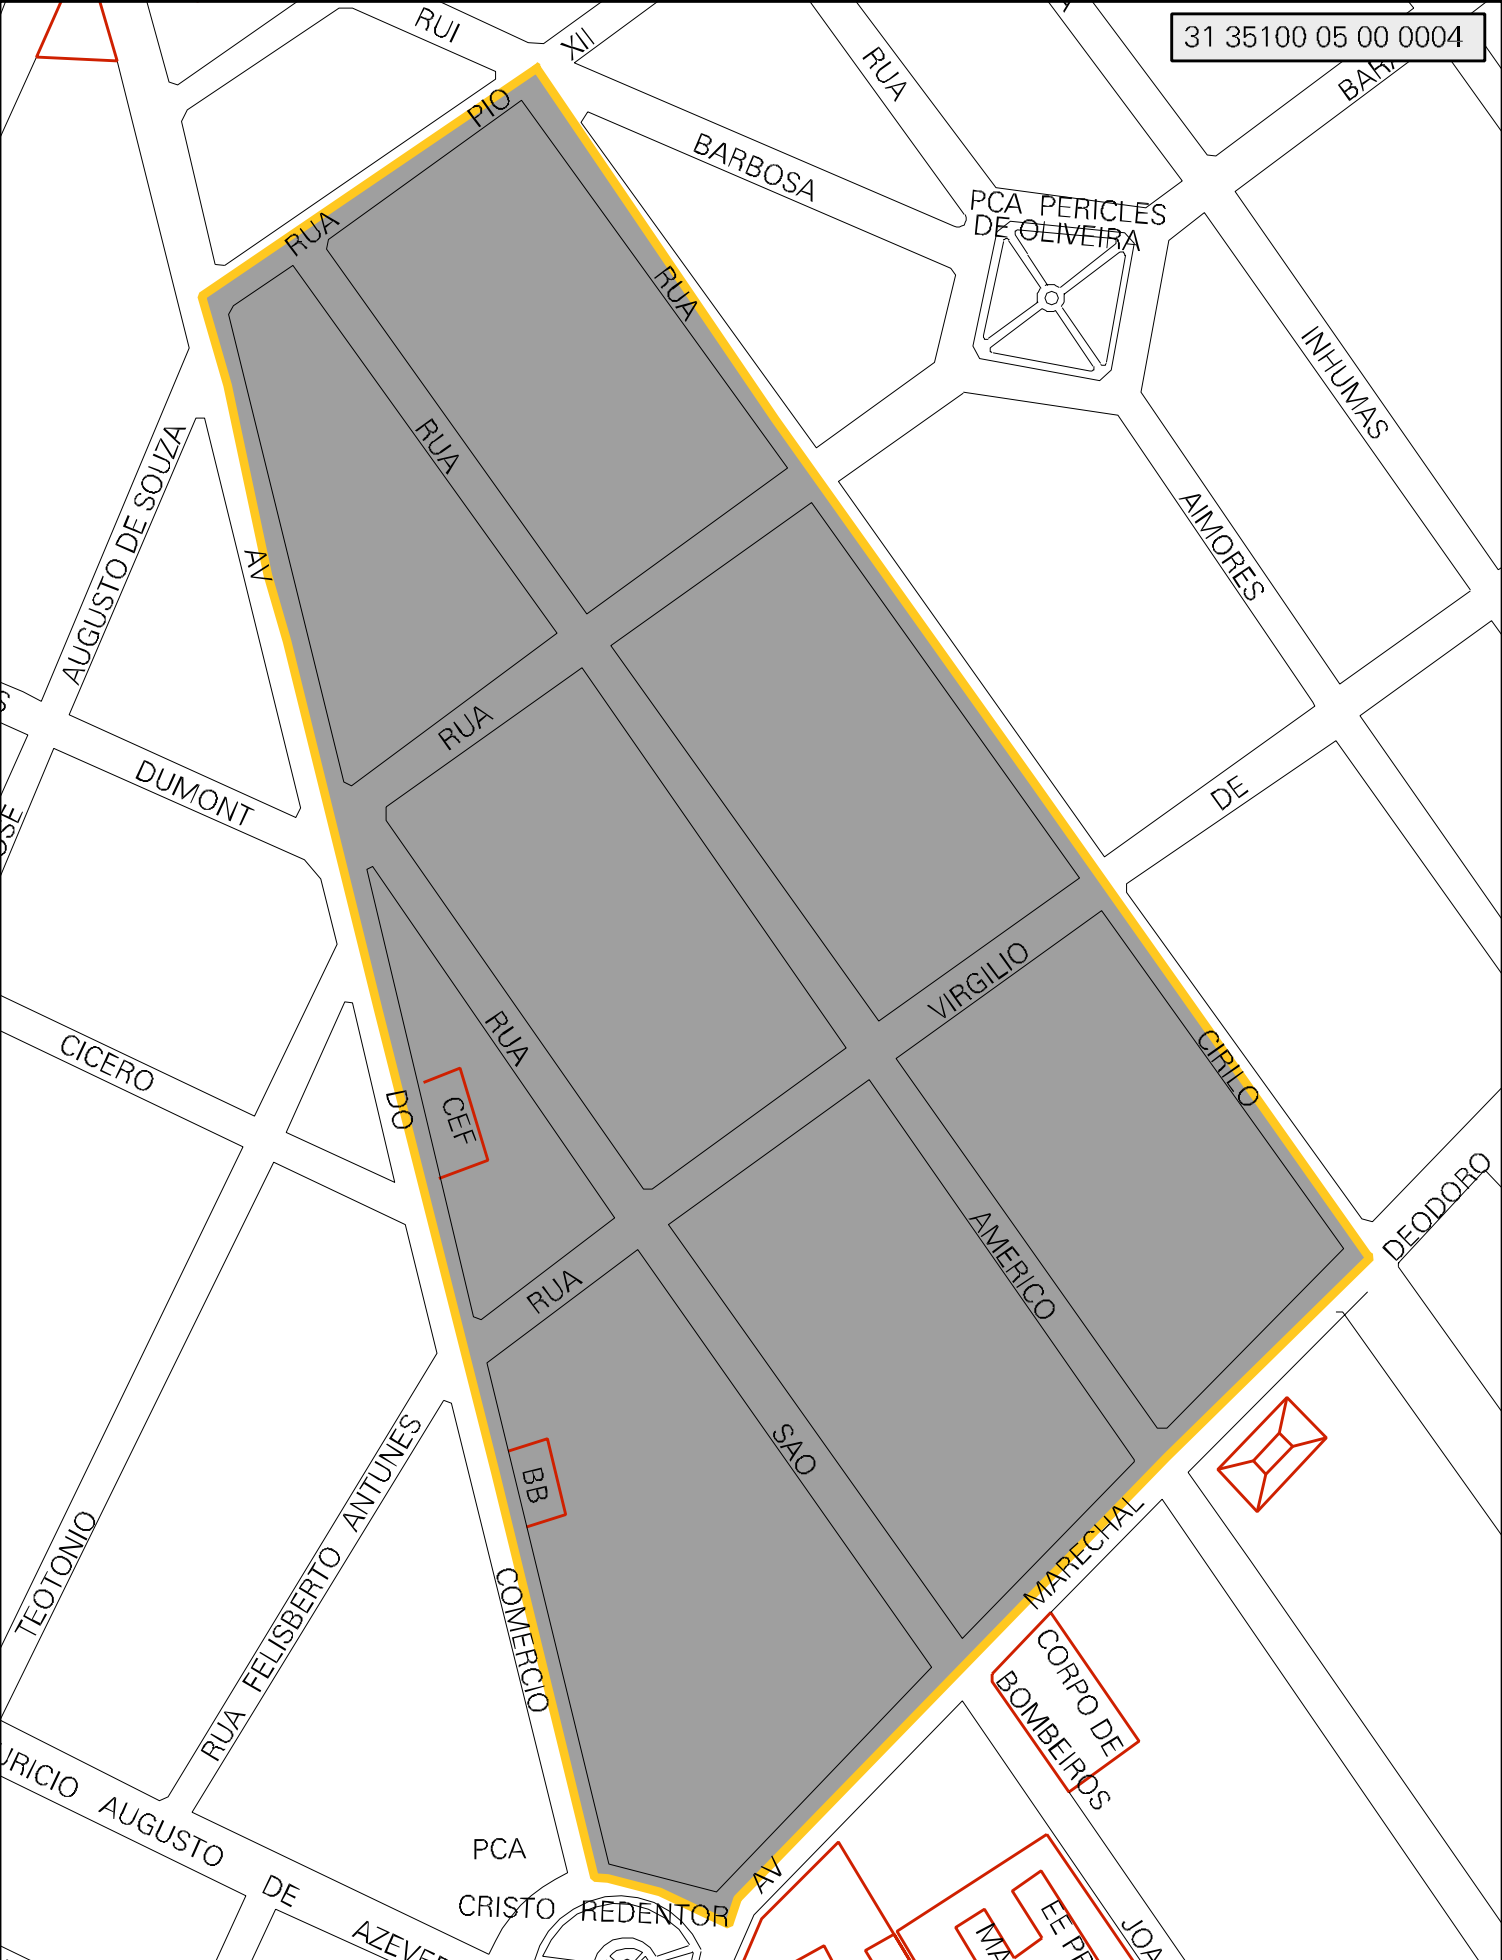 31 35100 05 00 0004
RUI
XII
RUA
PIO
BARBOSA
PCA PERICLES
DE OLIVEIRA
RUA
RUA
INHUMAS
RUA
AUGUSTO DE SOUZA
AV
AIMORES
RUA
DUMONT
DE
VIRGILIO
RUA
CICERO
DO
CEF
CIRILO
DEODORO
AMERICO
RUA
SAO
BB
RUA FELISBERTO ANTUNES
TEOTONIO
MARECHAL
COMERCIO
CORPO DE
BOMBEIROS
AUGUSTO
DE
PCA
CRISTO REDENTOR
AV
EE